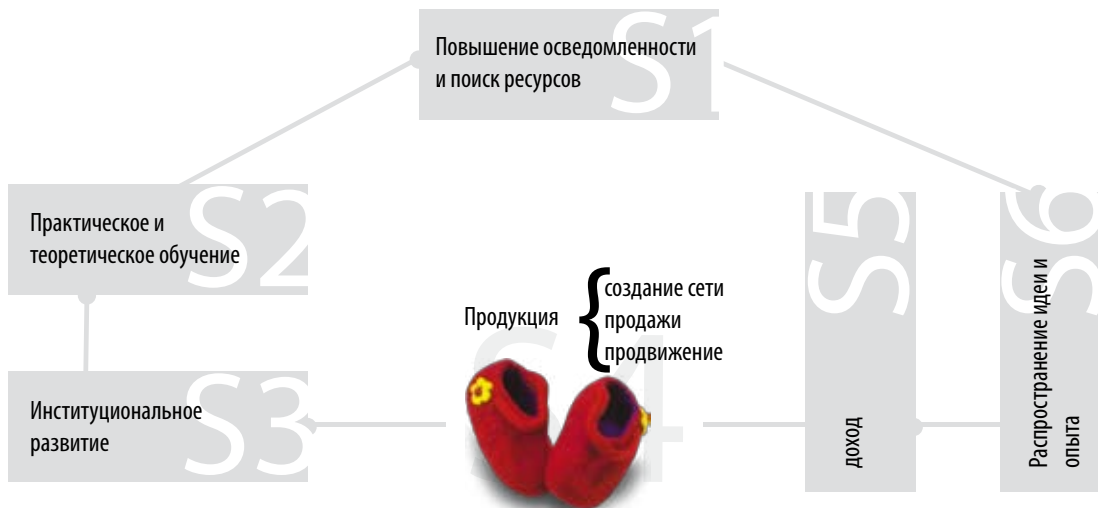 S1
Повышение осведомленности
и поиск ресурсов
S2
Практическое и
теоретическое обучение
S3
Институциональное
развитие
S4
Продукция
создание сети
продажи
продвижение
S5
доход
S6
Распространение идеи и
опыта